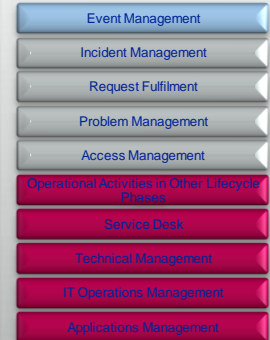 Event Management
Incident Management
Request Fulfilment
Problem Management
Access Management
Operational Activities in Other Lifecycle
Phases
Service Desk
Technical Management
IT Operations Management
Applications Management